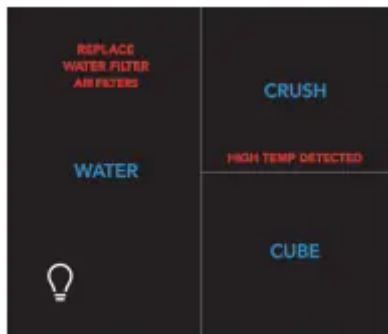 REPLACE
WATER FILTER
AIR FILTERS
WATER
CRUSH
HIGH TEMP DETECTED
CUBE